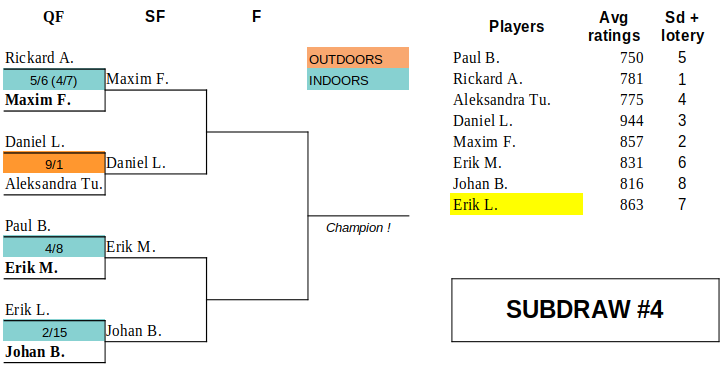 QF SF F
Rickard A.
5/6 (4/7) Maxim F.
Maxim F.
Daniel L.
9/1 Daniel L.
Aleksandra Tu.
Paul B.
4/8 Erik M.
Erik M.
Erik L.
2/15 Johan B.
Johan B.
OUTDOORS
INDOORS
Champion !
Players Avg ratings Sd + lotery
Paul B. 750 5
Rickard A. 781 1
Aleksandra Tu. 775 4
Daniel L. 944 3
Maxim F. 857 2
Erik M. 831 6
Johan B. 816 8
Erik L. 863 7
SUBDRAW #4